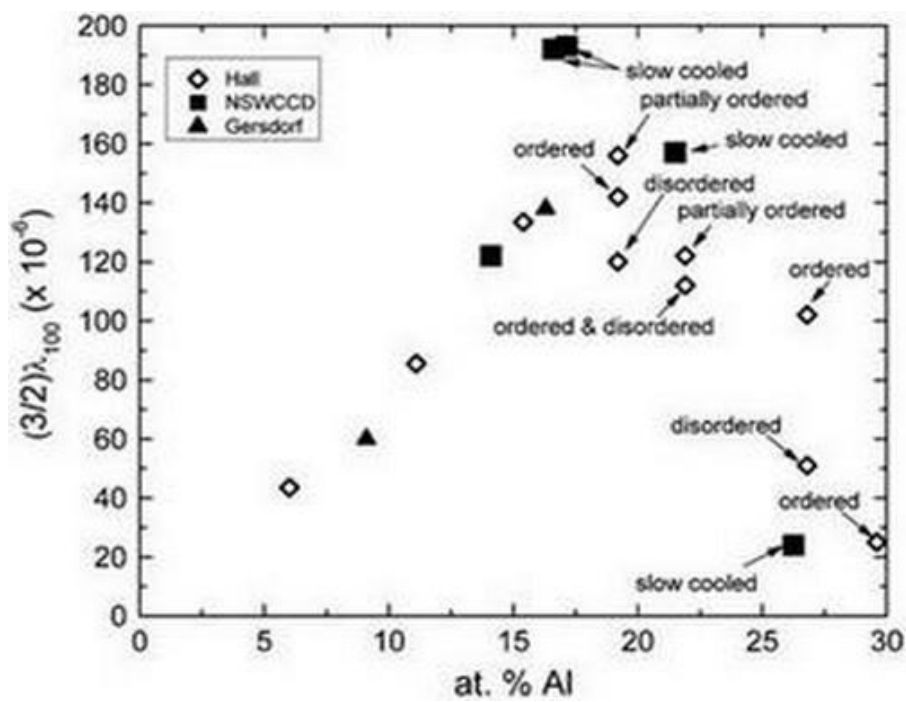 200
180
160
140
120
100
80
60
40
20
0
(3/2)λ100 (x 10-6)
Hall
NSWCCD
Gersdorf
slow cooled
partially ordered
ordered
slow cooled
disordered
partially ordered
ordered
ordered & disordered
disordered
ordered
slow cooled
0 5 10 15 20 25 30
at. % Al